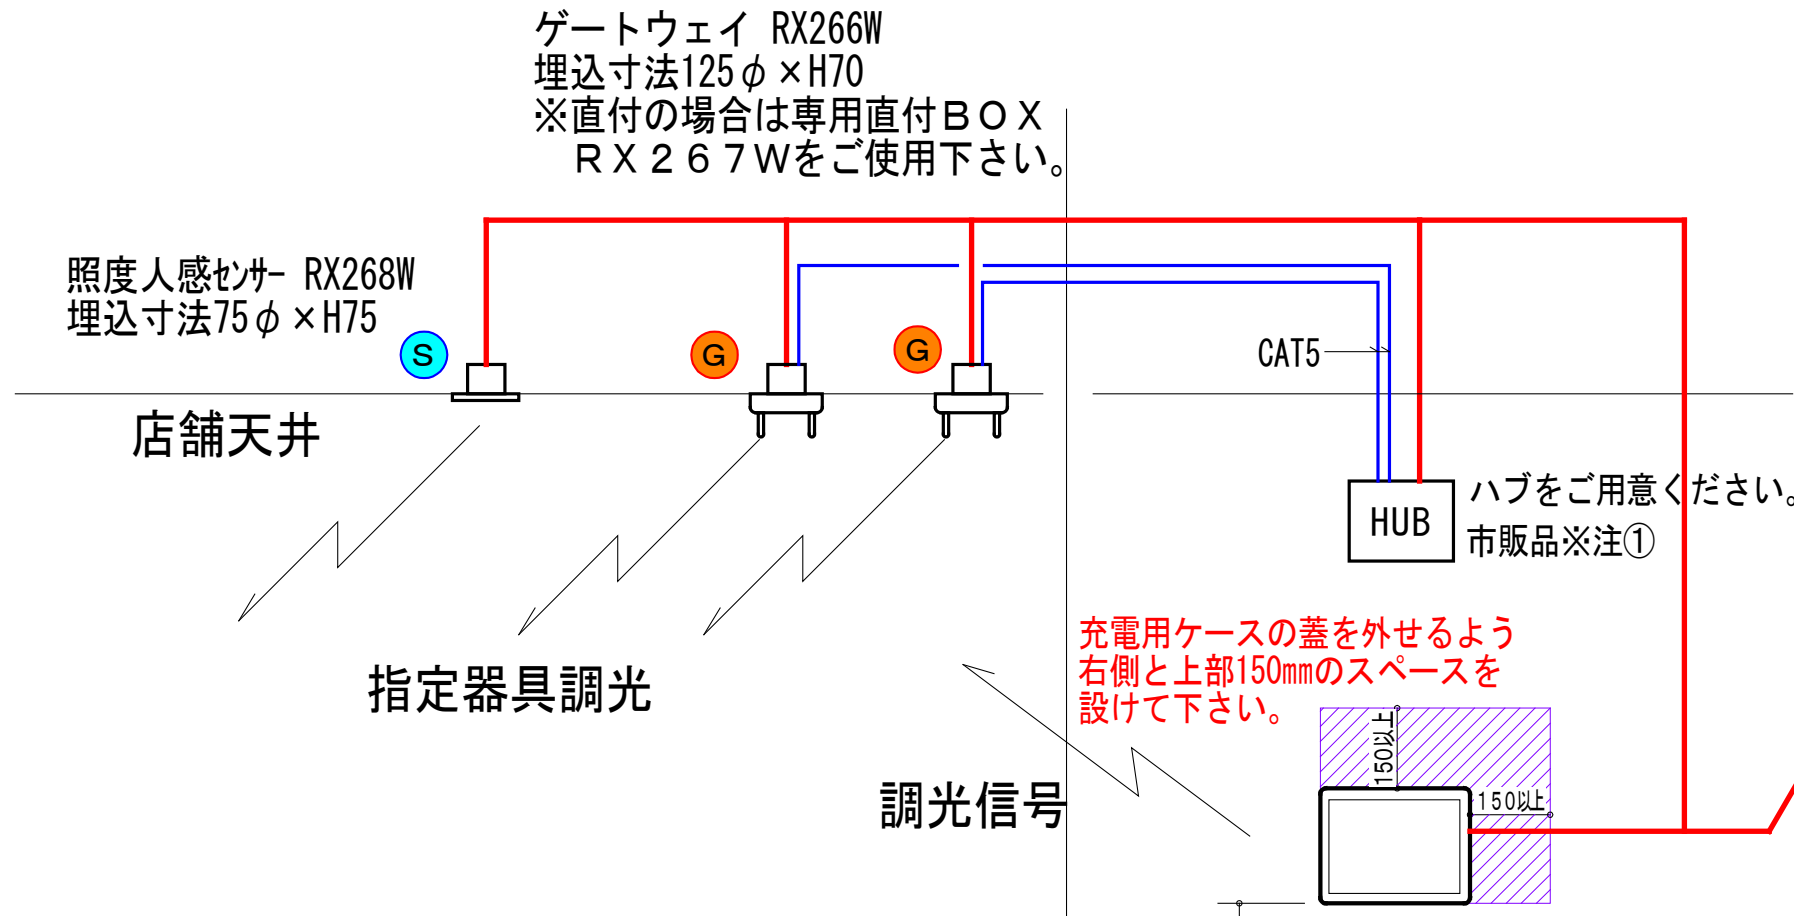 ゲートウェイ RX266W
埋込寸法125φ×H70
※直付の場合は専用直付ＢＯＸ
ＲＸ２６７Ｗをご使用下さい。
照度人感ｾﾝｻｰ RX268W
埋込寸法75φ×H75
S
G
G
CAT5
店舗天井
HUB
ハブをご用意ください。
市販品※注①
指定器具調光
充電用ケースの蓋を外せるよう
右側と上部150㎜のスペースを
設けて下さい。
調光信号
150以上
150以上